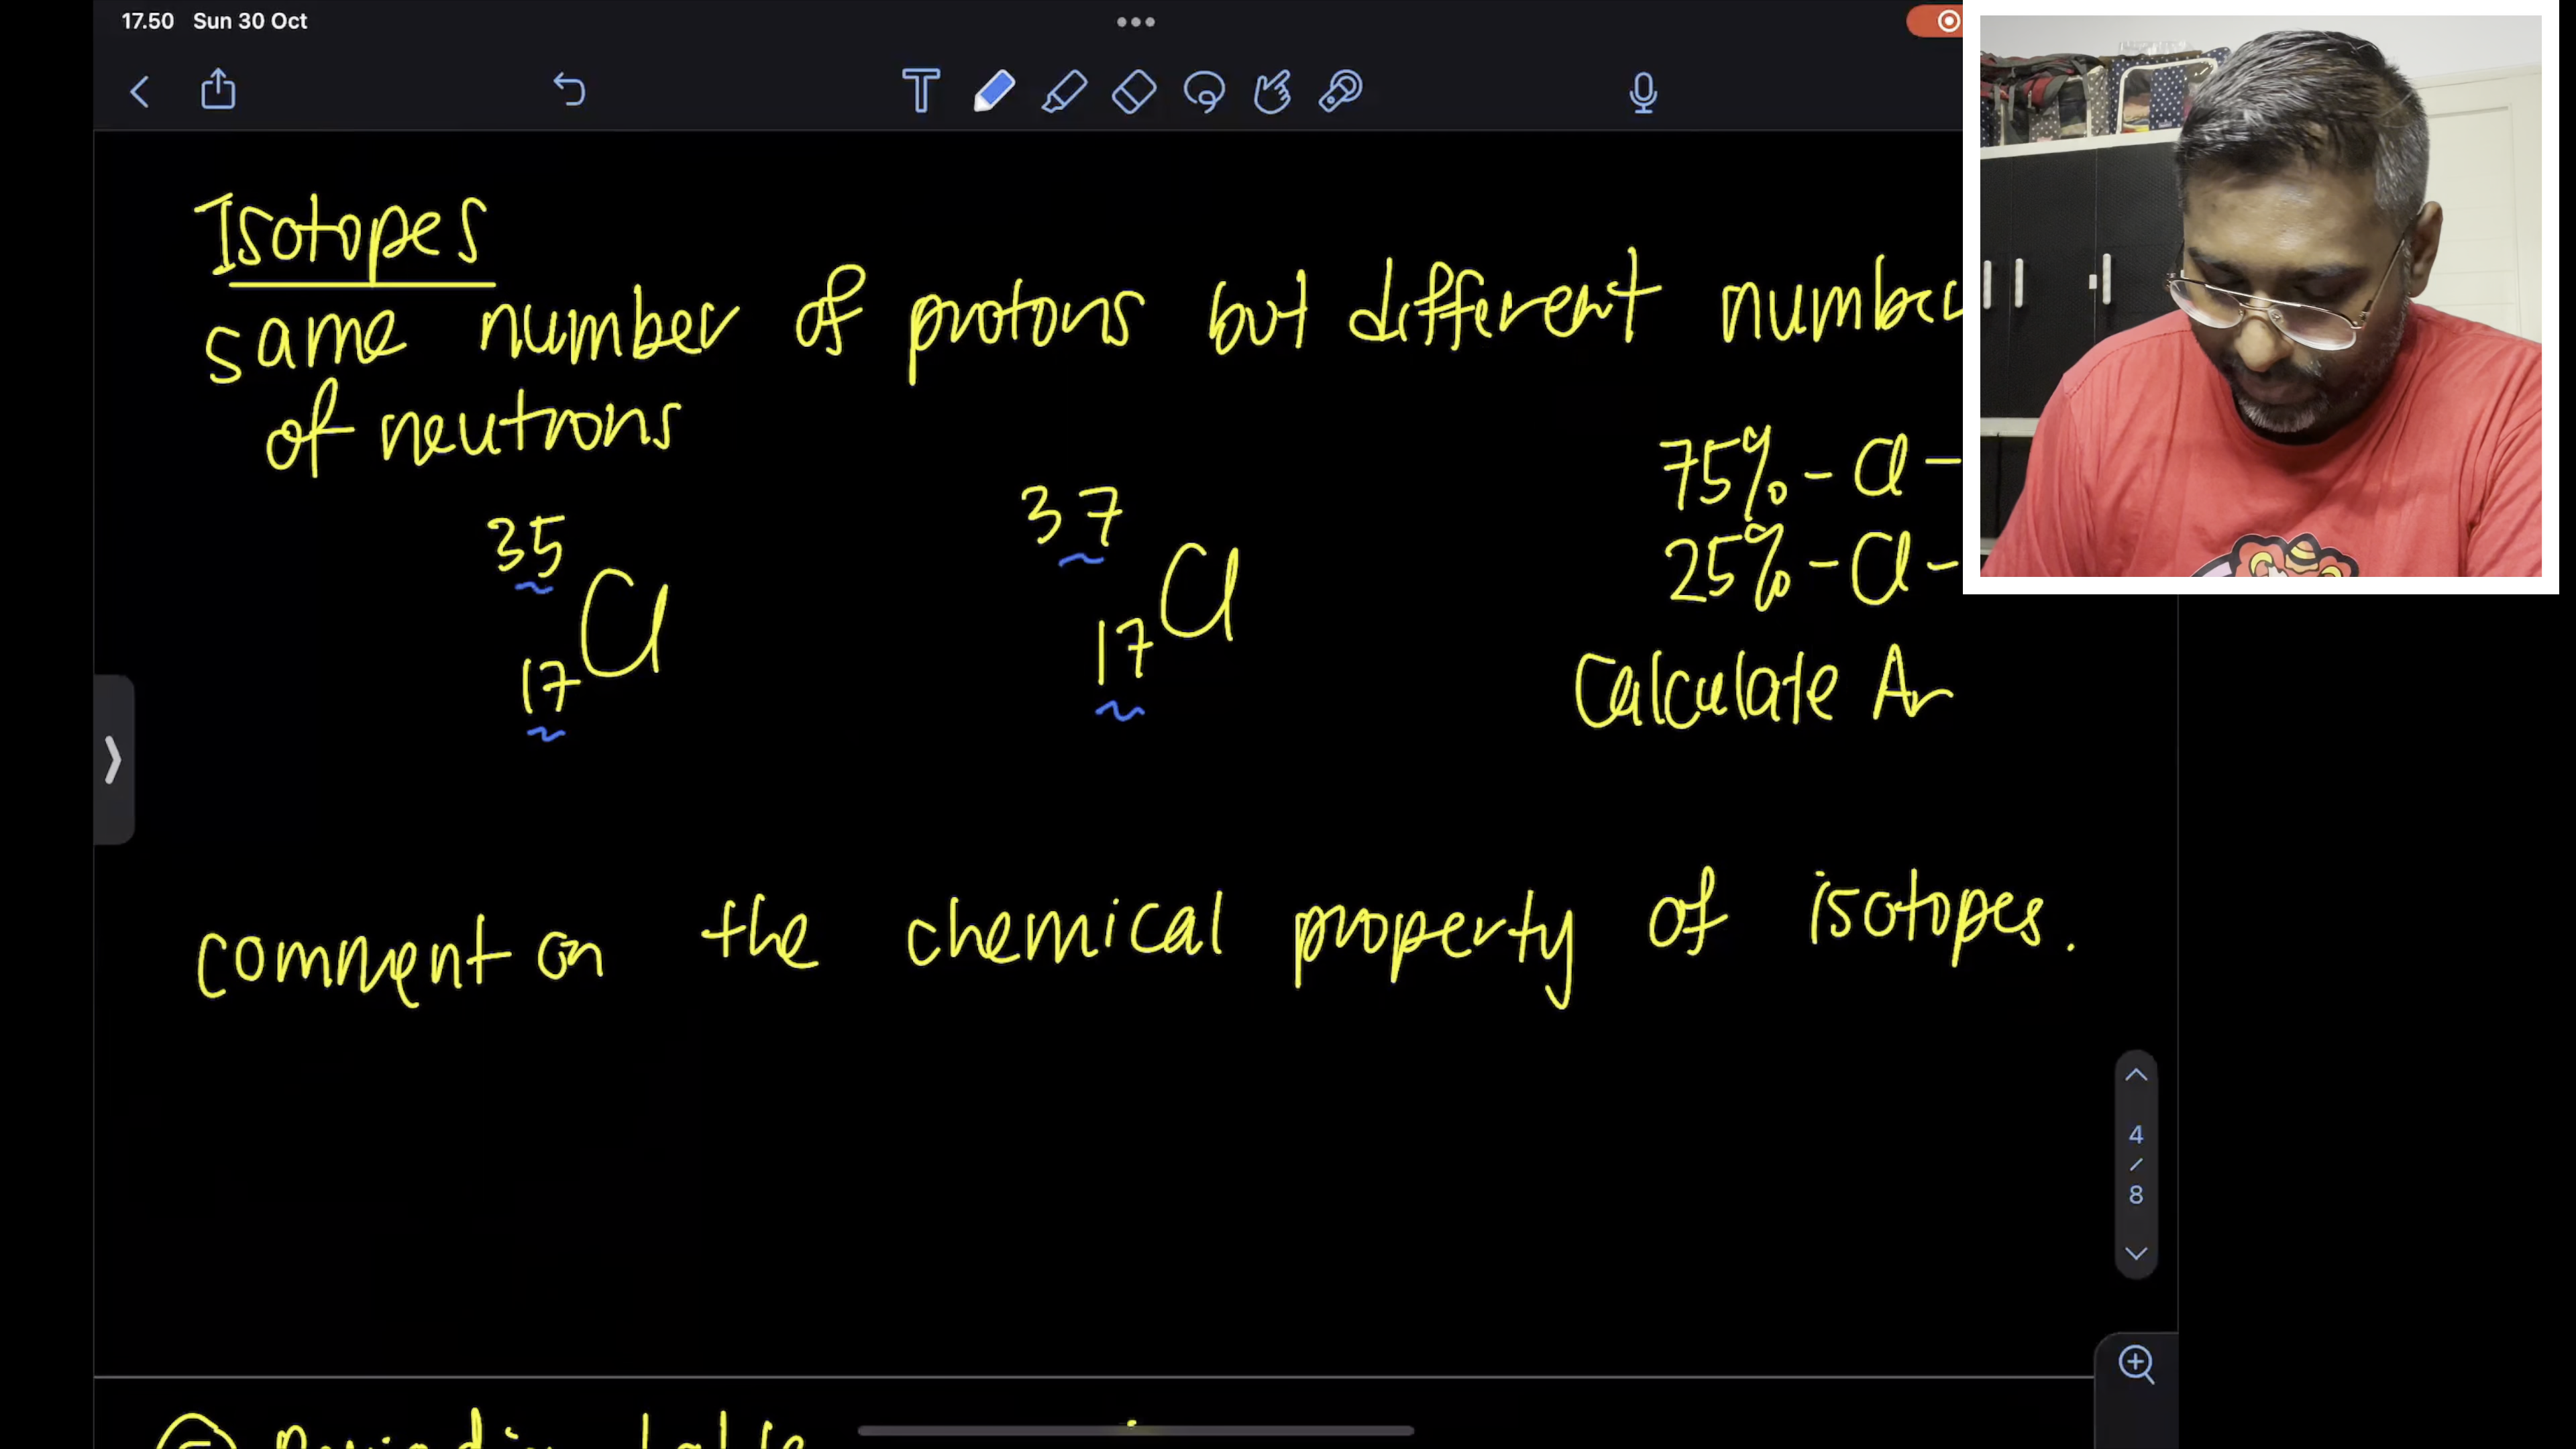 17.50 Sun 30 Oct
T
Isotopes
same number of protons but different
of neutrons
75% - Cl -
25% - Cl -
35
17 Cl
37
17 Cl
Calculate Ar
comment on the chemical property of isotopes.
4
/
8